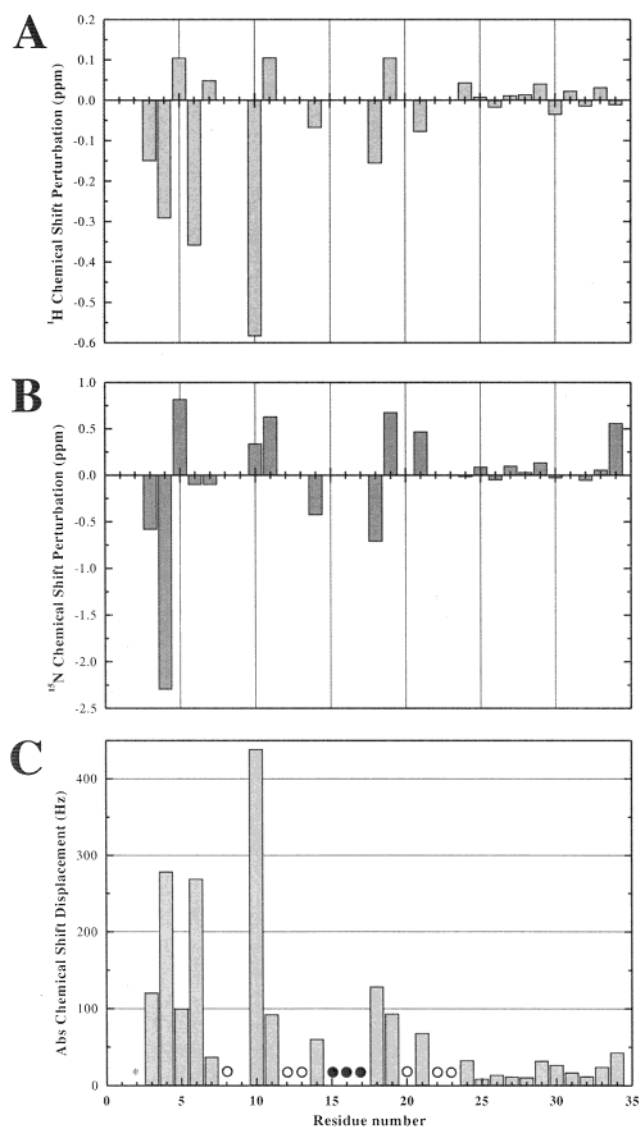 A
¹H Chemical Shift Perturbation (ppm)
0.2
0.1
0.0
-0.1
-0.2
-0.3
-0.4
-0.5
-0.6
B
¹⁵N Chemical Shift Perturbation (ppm)
1.0
0.5
0.0
-0.5
-1.0
-1.5
-2.0
-2.5
C
Abs Chemical Shift Displacement (Hz)
400
300
200
100
0
0 5 10 15 20 25 30 35
Residue number